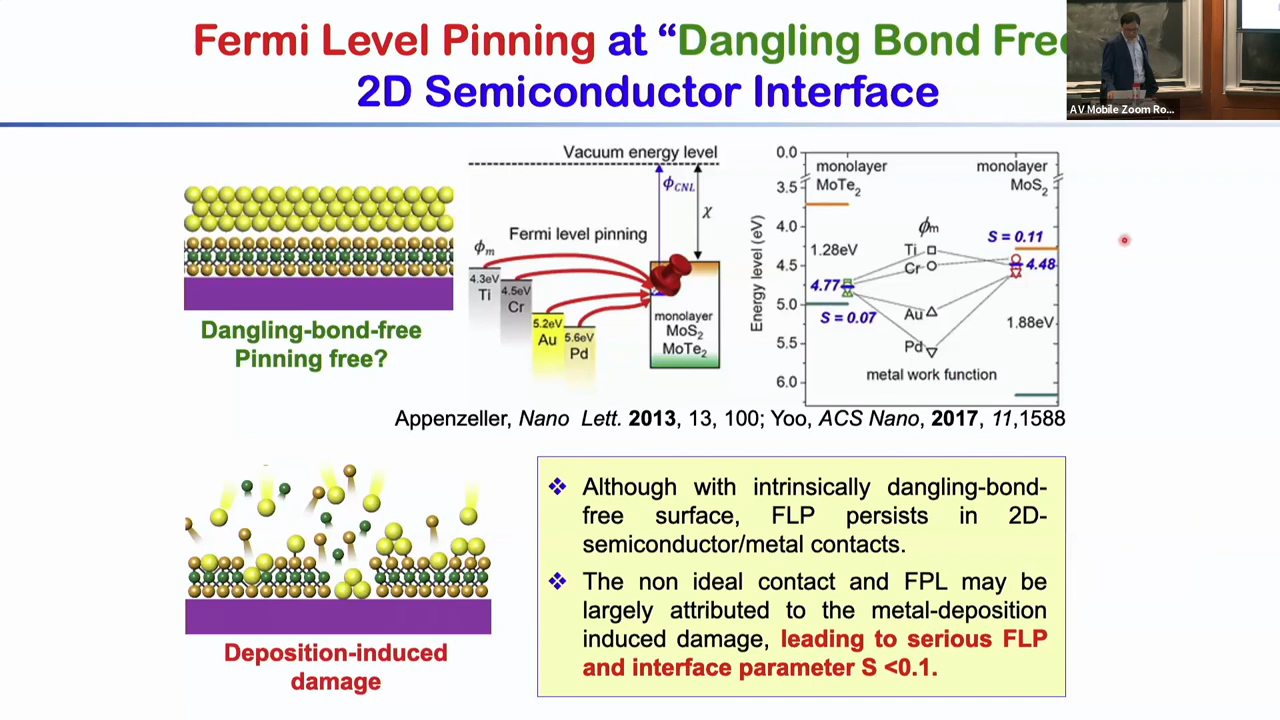 Fermi Level Pinning at “Dangling Bond Free
2D Semiconductor Interface
AV Mobile Zoom Ro...
Vacuum energy level
ϕCNL
χ
Fermi level pinning
ϕm
4.3eV
Ti
4.5eV
Cr
5.2eV
Au
5.6eV
Pd
monolayer
MoS2
MoTe2
Energy level (eV)
0.0
3.5
4.0
4.5
5.0
5.5
6.0
monolayer
MoTe2
monolayer
MoS2
ϕm
S = 0.11
1.28eV
Ti
Cr
4.48
4.77
S = 0.07
Au
1.88eV
Pd
metal work function
Dangling-bond-free
Pinning free?
Appenzeller, Nano Lett. 2013, 13, 100; Yoo, ACS Nano, 2017, 11,1588
Deposition-induced
damage
❖ Although with intrinsically dangling-bond-
free surface, FLP persists in 2D-
semiconductor/metal contacts.
❖ The non ideal contact and FPL may be
largely attributed to the metal-deposition
induced damage, leading to serious FLP
and interface parameter S <0.1.